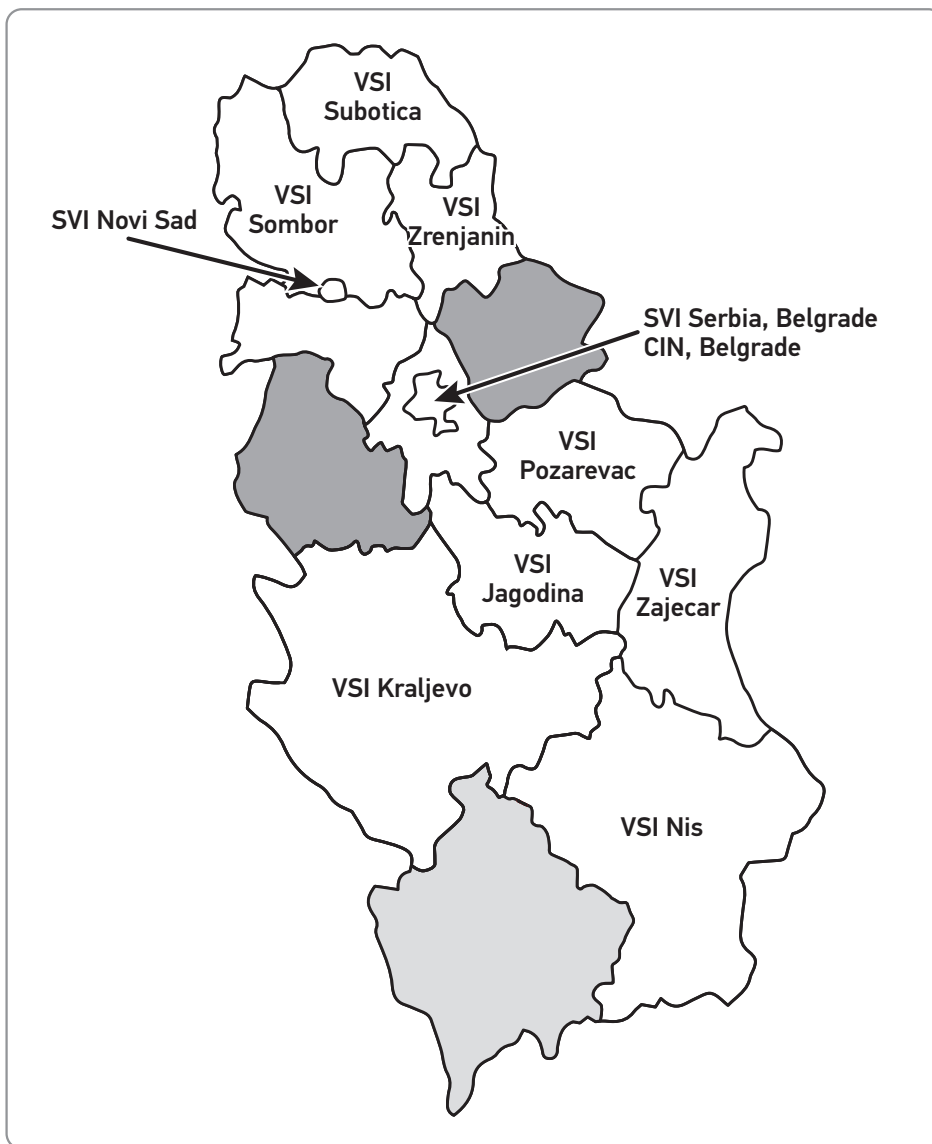 VSI
Subotica
VSI
Sombor
VSI
Zrenjanin
SVI Novi Sad
SVI Serbia, Belgrade
CIN, Belgrade
VSI
Pozarevac
VSI
Jagodina
VSI
Zajecar
VSI Kraljevo
VSI Nis